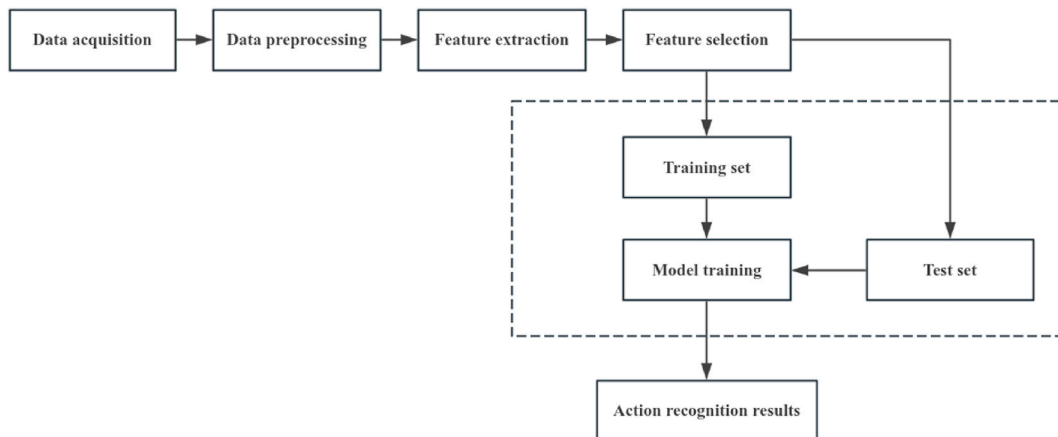 Data acquisition
Data preprocessing
Feature extraction
Feature selection
Training set
Model training
Test set
Action recognition results